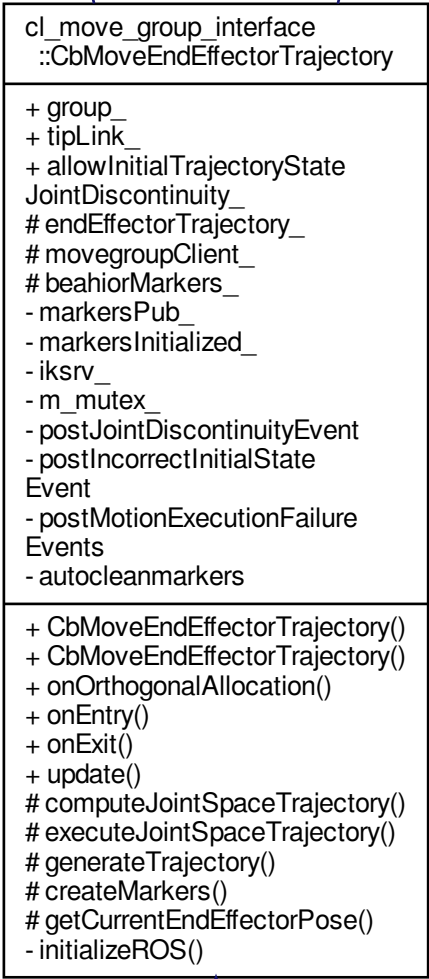 cl_move_group_interface
::CbMoveEndEffectorTrajectory
+ group_
+ tipLink_
+ allowInitialTrajectoryState
JointDiscontinuity_
# endEffectorTrajectory_
# movegroupClient_
# beahiorMarkers_
- markersPub_
- markersInitialized_
- iksrv_
- m_mutex_
- postJointDiscontinuityEvent
- postIncorrectInitialState
Event
- postMotionExecutionFailure
Events
- autocleanmarkers
+ CbMoveEndEffectorTrajectory()
+ CbMoveEndEffectorTrajectory()
+ onOrthogonalAllocation()
+ onEntry()
+ onExit()
+ update()
# computeJointSpaceTrajectory()
# executeJointSpaceTrajectory()
# generateTrajectory()
# createMarkers()
# getCurrentEndEffectorPose()
- initializeROS()